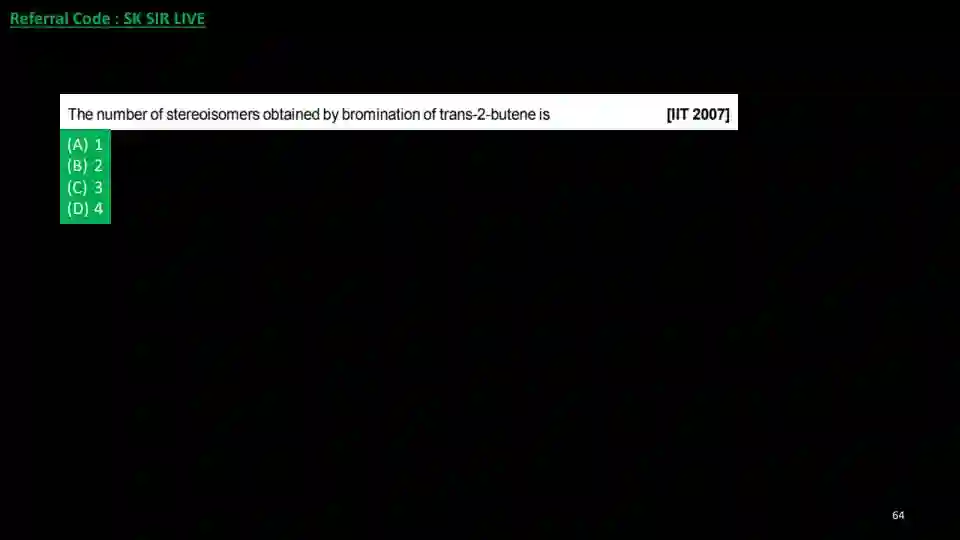 Referral Code : SK SIR LIVE
The number of stereoisomers obtained by bromination of trans-2-butene is [IIT 2007]
(A) 1
(B) 2
(C) 3
(D) 4
64